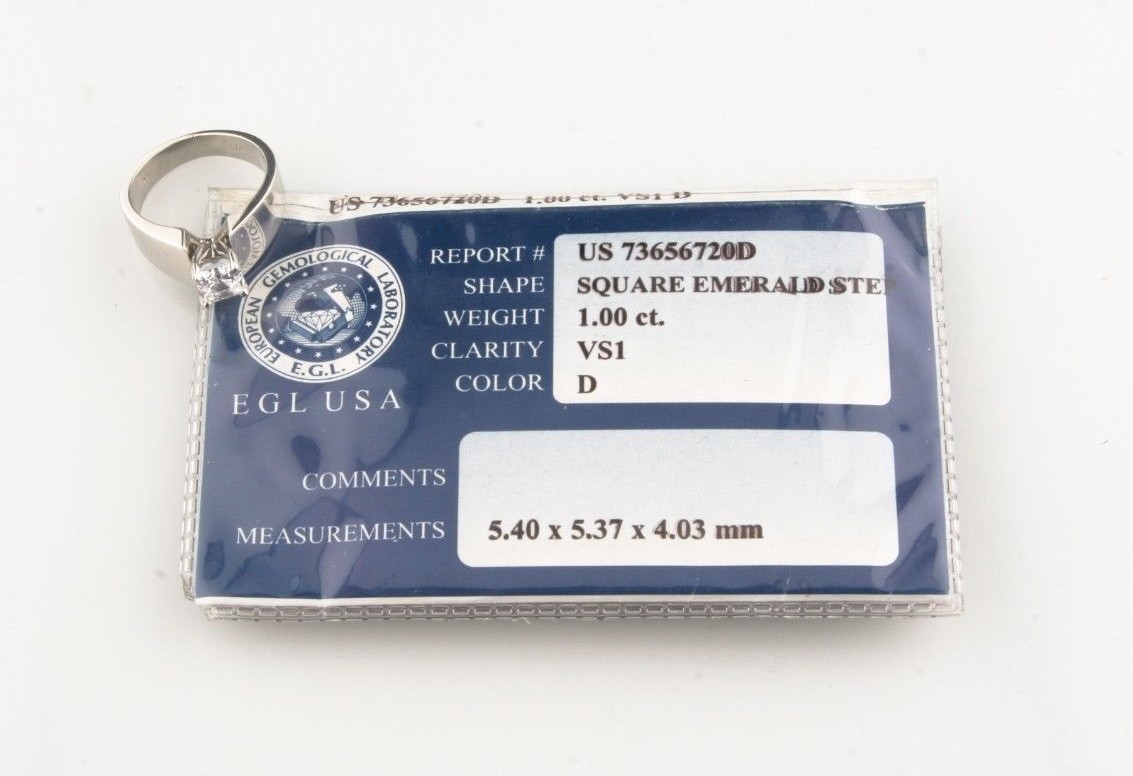 US 73656720D 1.00 ct. VS1 D
EUROPEAN GEMOLOGICAL LABORATORY
E.G.L.
EGL USA
REPORT # US 73656720D
SHAPE SQUARE EMERALD STEP
WEIGHT 1.00 ct.
CLARITY VS1
COLOR D
COMMENTS
MEASUREMENTS 5.40 x 5.37 x 4.03 mm